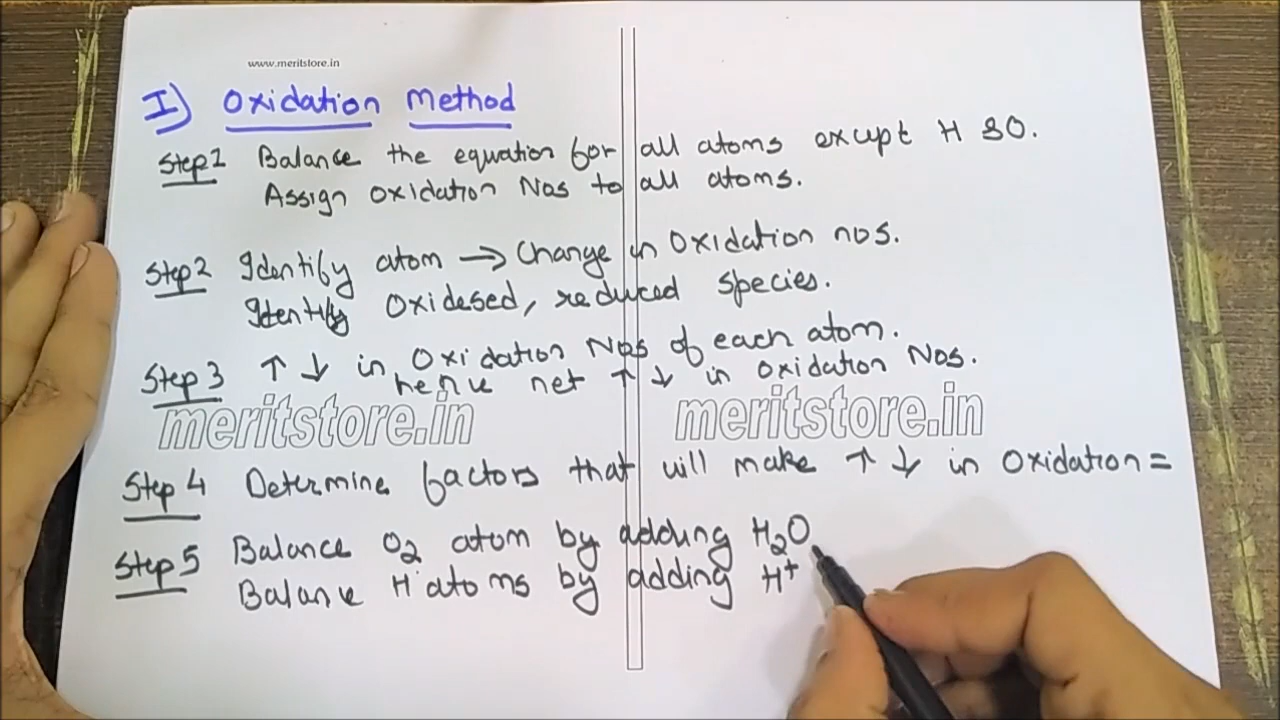 www.meritstore.in
I) Oxidation Method
Step1 Balance the equation for all atoms except H &O.
Assign Oxidation Nos to all atoms.
Step2 Identify atom → Change in Oxidation nos.
Identify Oxidesed, reduced Species.
Step 3 ↑ ↓ in Oxidation Nos of each atom.
hence net ↑ ↓ in Oxidation Nos.
meritstore.in meritstore.in
Step 4 Determine factors that will make ↑ ↓ in Oxidation =
Step 5 Balance O2 atom by adding H2O
Balance H atoms by adding H+